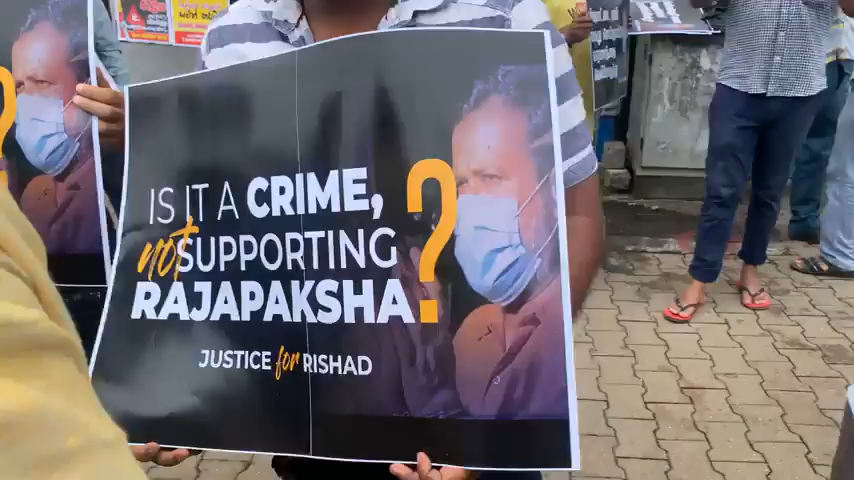 IS IT A CRIME,
not SUPPORTING
RAJAPAKSHA?
JUSTICE for RISHAD